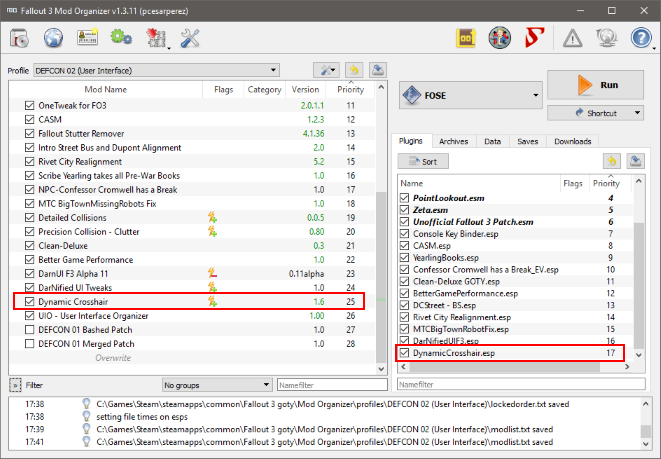 Fallout 3 Mod Organizer v1.3.11 (pcesarperez)
Profile DEFCON 02 (User Interface)
Mod Name Flags Category Version Priority
OneTweak for FO3 2.0.1.1 11
CASM 1.2.3 12
Fallout Stutter Remover 4.1.36 13
Intro Street Bus and Dupont Alignment 2.0 14
Rivet City Realignment 5.2 15
Scribe Yearling takes all Pre-War Books 1.0 16
NPC-Confessor Cromwell has a Break 1.0 17
MTC BigTownMissingRobots Fix 1.0 18
Detailed Collisions 0.0.5 19
Precision Collision - Clutter 0.80 20
Clean-Deluxe 0.3 21
Better Game Performance 1.0 22
DarnUI F3 Alpha 11 0.11alpha 23
DarNified UI Tweaks 1.0 24
Dynamic Crosshair 1.6 25
UIO - User Interface Organizer 1.00 26
DEFCON 01 Bashed Patch 1.0 27
DEFCON 01 Merged Patch 1.0 28
Overwrite
» Filter No groups Namefilter
FOSE
Run
Shortcut
Plugins Archives Data Saves Downloads
Sort
Name Flags Priority
PointLookout.esm 4
Zeta.esm 5
Unofficial Fallout 3 Patch.esm 6
Console Key Binder.esp 7
CASM.esp 8
YearlingBooks.esp 9
Confessor Cromwell has a Break_EV.esp 10
Clean-Deluxe GOTY.esp 11
BetterGamePerformance.esp 12
DCStreet - BS.esp 13
Rivet City Realignment.esp 14
MTCBigTownRobotFix.esp 15
DarNifiedUIF3.esp 16
DynamicCrosshair.esp 17
Namefilter
17:38 C:\Games\Steam\steamapps\common\Fallout 3 goty\Mod Organizer\profiles\DEFCON 02 (User Interface)\lockedorder.txt saved
17:38 setting file times on esps
17:39 C:\Games\Steam\steamapps\common\Fallout 3 goty\Mod Organizer\profiles\DEFCON 02 (User Interface)\modlist.txt saved
17:41 C:\Games\Steam\steamapps\common\Fallout 3 goty\Mod Organizer\profiles\DEFCON 02 (User Interface)\modlist.txt saved